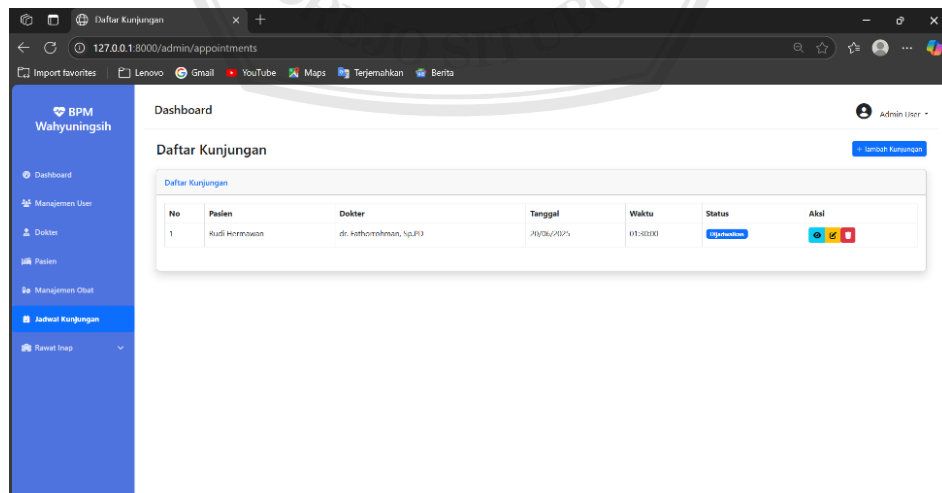 Daftar Kunjungan
127.0.0.1:8000/admin/appointments
Import favorites Lenovo Gmail YouTube Maps Terjemahkan Berita
BPM
Wahyuningsih
Dashboard
Admin User
Daftar Kunjungan
+ Tambah Kunjungan
Dashboard
Manajemen User
Dokter
Pasien
Manajemen Obat
Jadwal Kunjungan
Rawat Inap
Daftar Kunjungan
No Pasien Dokter Tanggal Waktu Status Aksi
1 Rudi Hermawan dr. Fathorrohman, Sp.PD 20/06/2025 01:30:00 Dijadwalkan